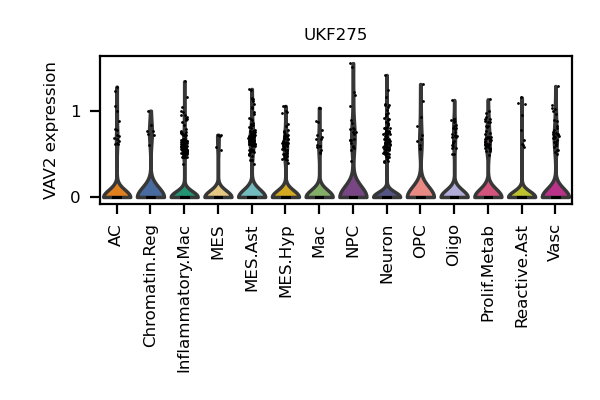 UKF275
VAV2 expression
1
0
AC
Chromatin.Reg
Inflammatory.Mac
MES
MES.Ast
MES.Hyp
Mac
NPC
Neuron
OPC
Oligo
Prolif.Metab
Reactive.Ast
Vasc